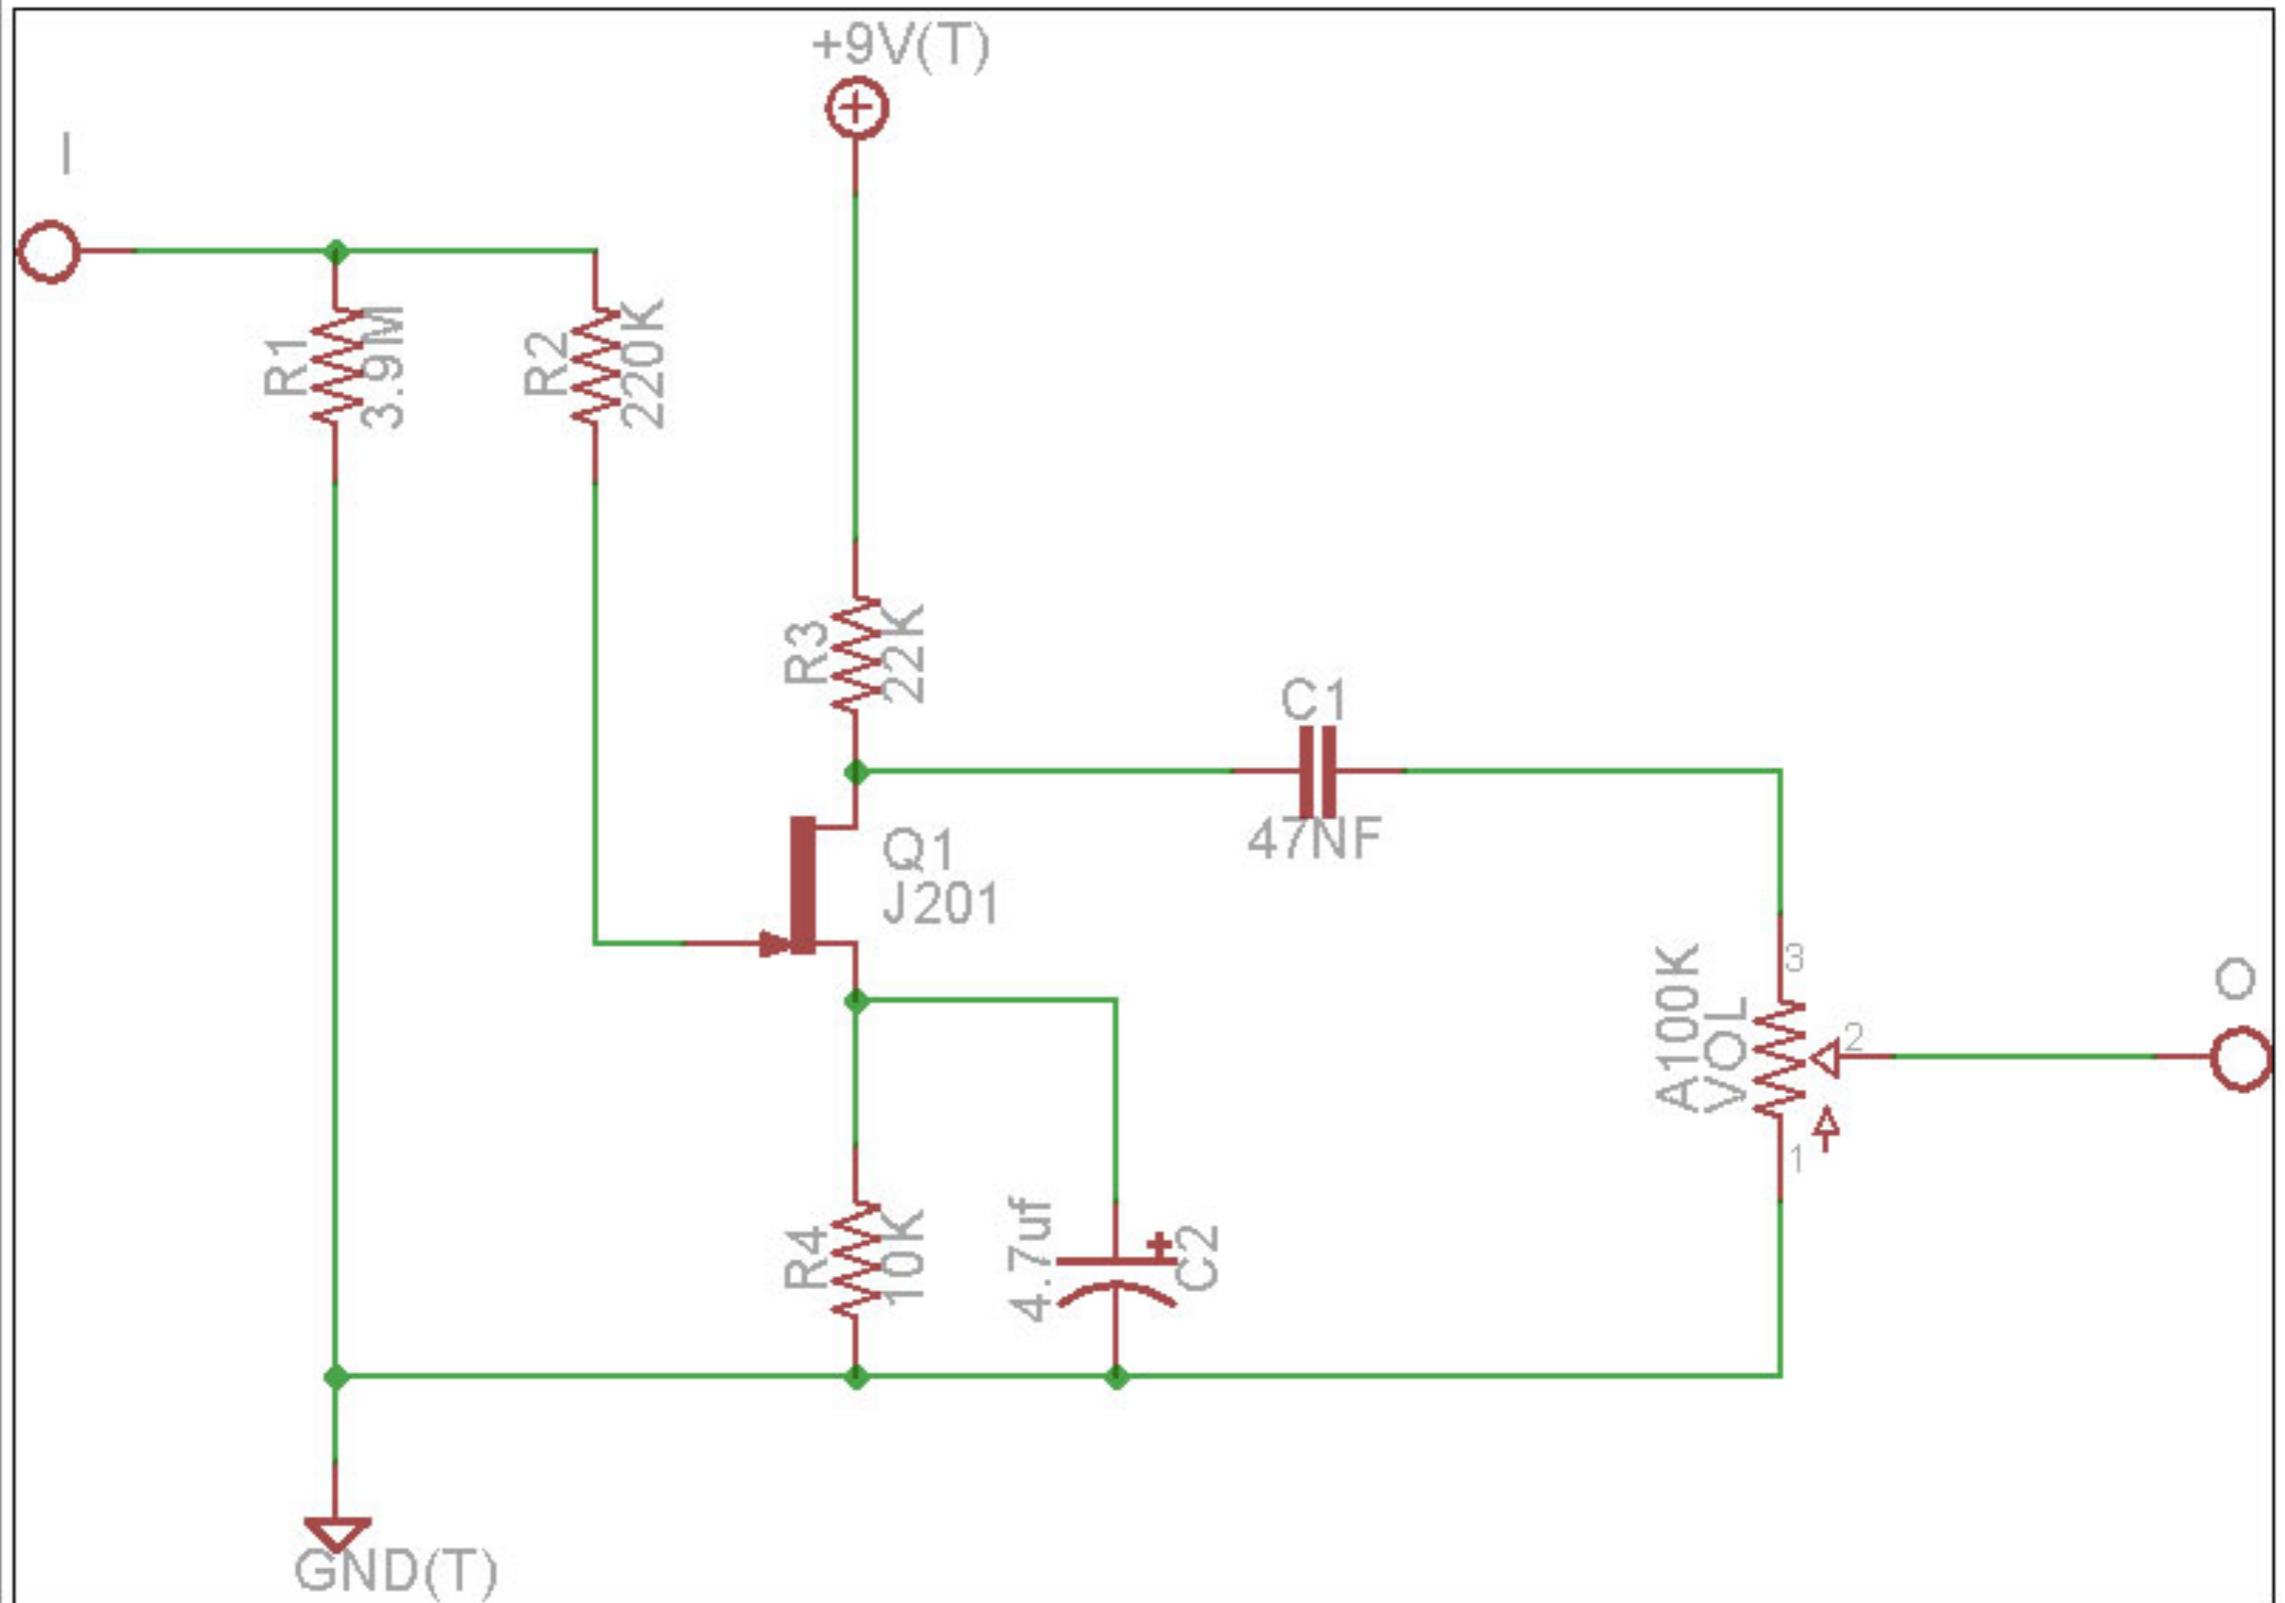 +9V(T)
I
R1
3.9M
R2
220K
R3
22K
C1
47NF
Q1
J201
A100K
VOL
3
2
1
O
R4
10K
4.7uf
+
C2
GND(T)